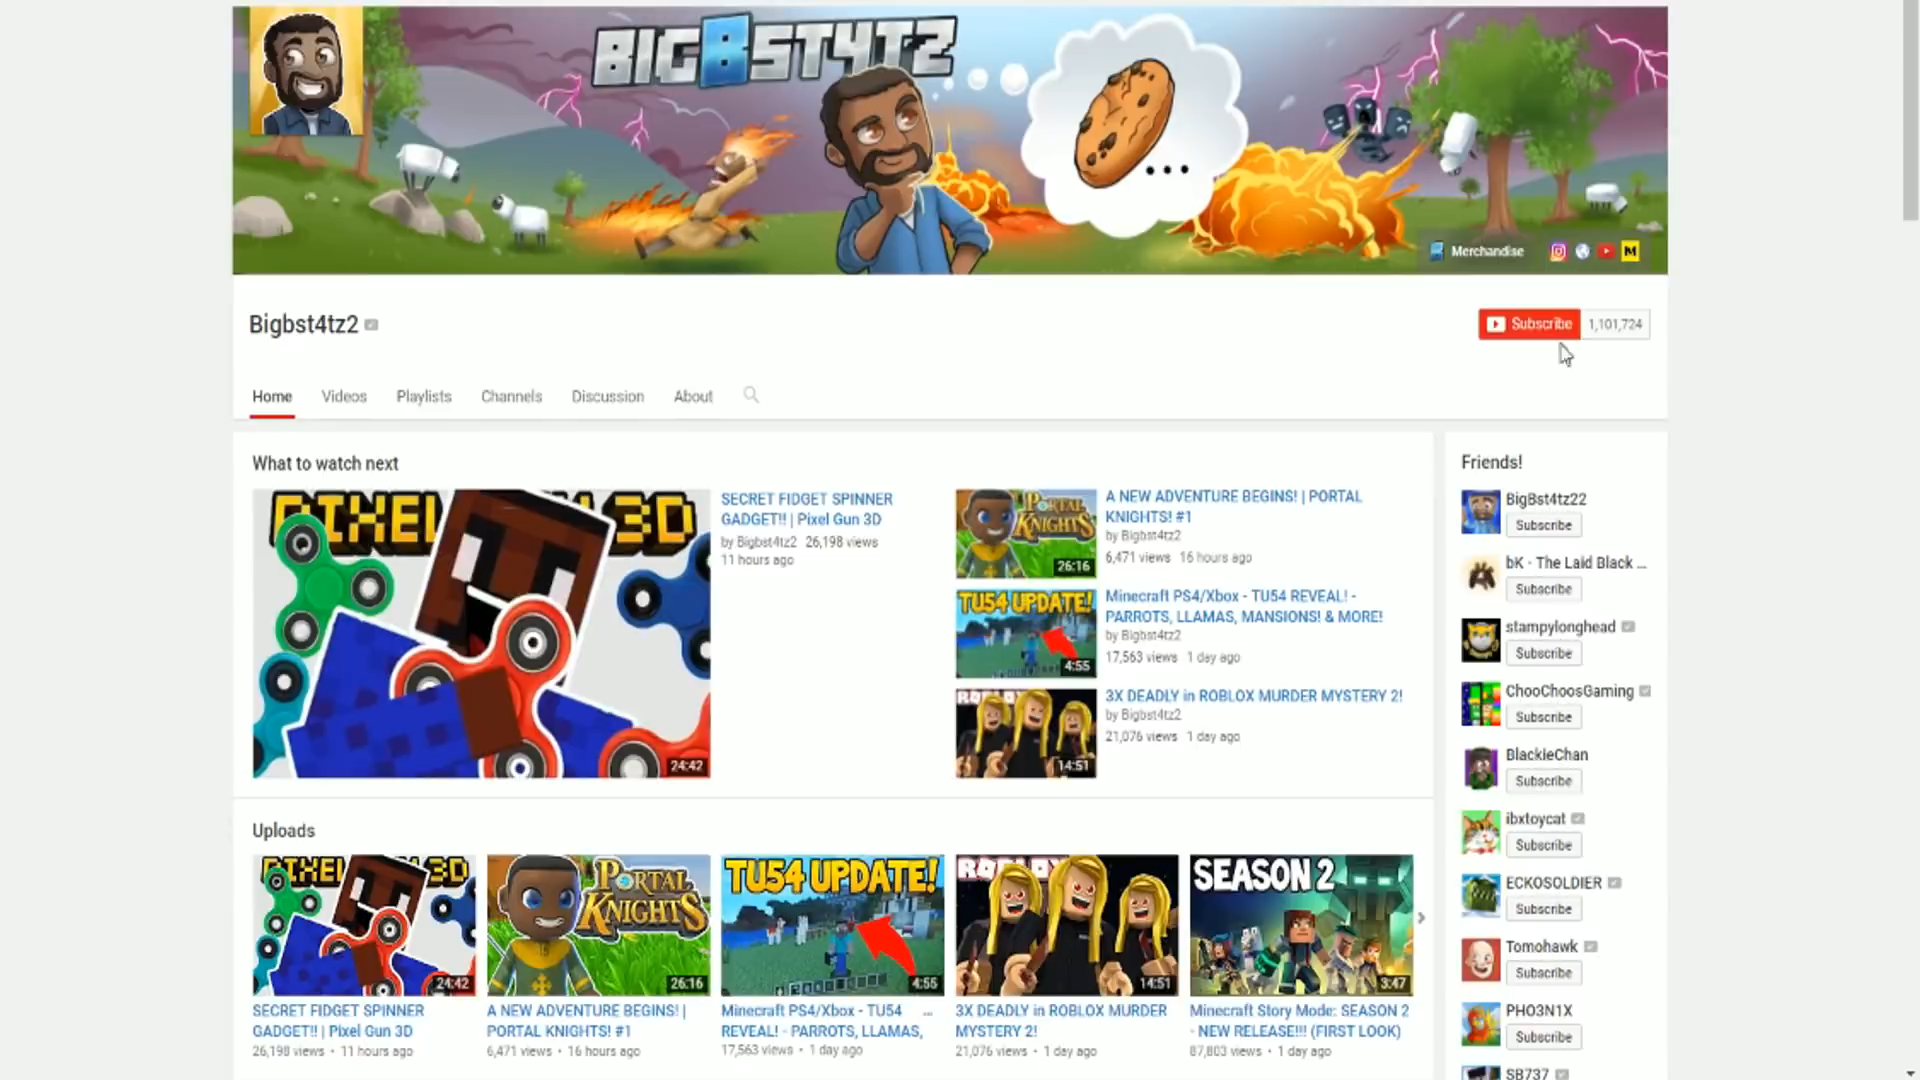 BIGBST4TZ
...
Merchandise
M
Bigbst4tz2
Subscribe 1,101,724
Home Videos Playlists Channels Discussion About
What to watch next
PIXEL 3D
24:42
SECRET FIDGET SPINNER
GADGET!! | Pixel Gun 3D
by Bigbst4tz2 26,198 views
11 hours ago
PORTAL
KNIGHTS
26:16
A NEW ADVENTURE BEGINS! | PORTAL
KNIGHTS! #1
by Bigbst4tz2
6,471 views 16 hours ago
TU54 UPDATE!
4:55
Minecraft PS4/Xbox - TU54 REVEAL! -
PARROTS, LLAMAS, MANSIONS! & MORE!
by Bigbst4tz2
17,563 views 1 day ago
ROBLOX
14:51
3X DEADLY in ROBLOX MURDER MYSTERY 2!
by Bigbst4tz2
21,076 views 1 day ago
Friends!
BigBst4tz22
Subscribe
bK - The Laid Black ...
Subscribe
stampylonghead
Subscribe
ChooChoosGaming
Subscribe
BlackieChan
Subscribe
ibxtoycat
Subscribe
ECKOSOLDIER
Subscribe
Tomohawk
Subscribe
PHO3N1X
Subscribe
SB737
Uploads
PIXEL 3D
24:42
SECRET FIDGET SPINNER
GADGET!! | Pixel Gun 3D
26,198 views • 11 hours ago
PORTAL
KNIGHTS
26:16
A NEW ADVENTURE BEGINS! |
PORTAL KNIGHTS! #1
6,471 views • 16 hours ago
TU54 UPDATE!
4:55
Minecraft PS4/Xbox - TU54 ...
REVEAL! - PARROTS, LLAMAS,
17,563 views • 1 day ago
ROBLOX
14:51
3X DEADLY in ROBLOX MURDER
MYSTERY 2!
21,076 views • 1 day ago
SEASON 2
3:47
Minecraft Story Mode: SEASON 2
- NEW RELEASE!!! (FIRST LOOK)
87,803 views • 1 day ago